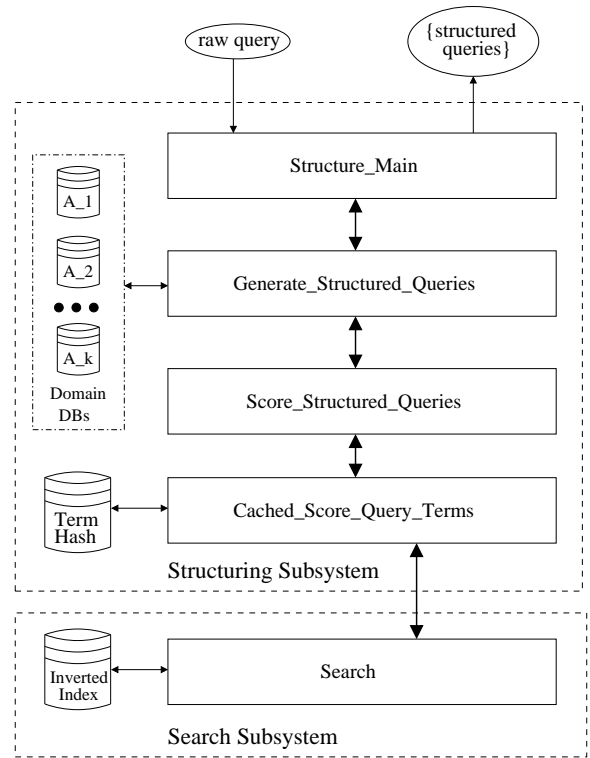 raw query
{structured
queries}
Structure_Main
A_1
A_2
Generate_Structured_Queries
A_k
Domain
DBs
Score_Structured_Queries
Term
Hash
Cached_Score_Query_Terms
Structuring Subsystem
Inverted
Index
Search
Search Subsystem